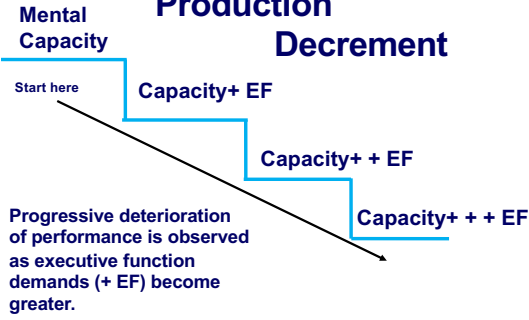 Production
Decrement
Mental
Capacity
Start here
Capacity+ EF
Capacity+ + EF
Capacity+ + + EF
Progressive deterioration
of performance is observed
as executive function
demands (+ EF) become
greater.